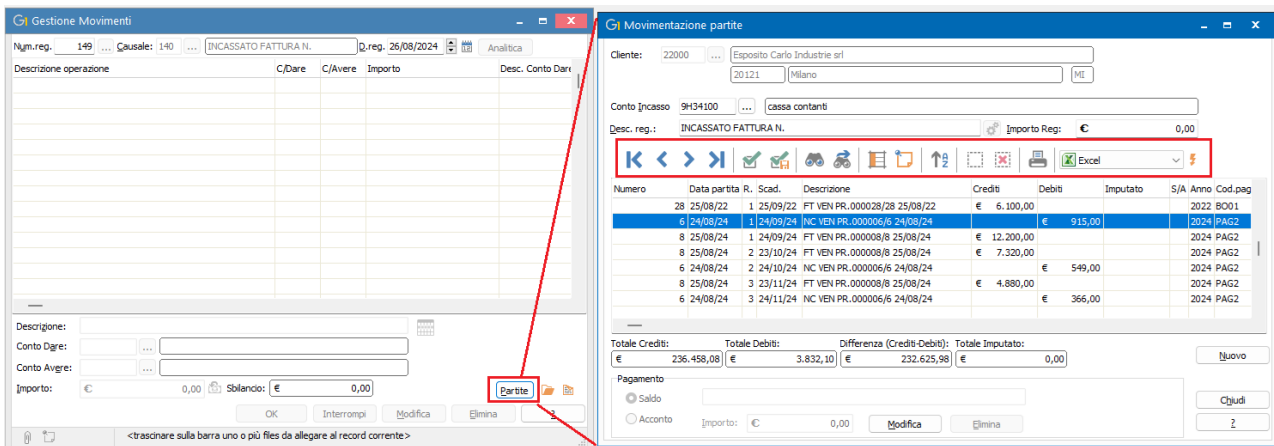 G1 Gestione Movimenti
Num.reg. 149 ... Causale: 140 ... INCASSATO FATTURA N. D.reg. 26/08/2024 Analitica
Descrizione operazione C/Dare C/Avere Importo Desc. Conto Dare
Descrizione:
Conto Dare: ...
Conto Avere: ...
Importo: € 0,00 Sbilancio: € 0,00 Partite
OK Interrompi Modifica Elimina ?
<trascinare sulla barra uno o più files da allegare al record corrente>
G1 Movimentazione partite
Cliente: 22000 ... Esposito Carlo Industrie srl
20121 Milano MI
Conto Incasso 9H34100 ... cassa contanti
Desc. reg.: INCASSATO FATTURA N. Importo Reg: € 0,00
Excel
Numero Data partita R. Scad. Descrizione Crediti Debiti Imputato S/A Anno Cod.pag
28 25/08/22 1 25/09/22 FT VEN PR.000028/28 25/08/22 € 6.100,00 2022 BO01
6 24/08/24 1 24/09/24 NC VEN PR.000006/6 24/08/24 € 915,00 2024 PAG2
8 25/08/24 1 24/09/24 FT VEN PR.000008/8 25/08/24 € 12.200,00 2024 PAG2
8 25/08/24 2 23/10/24 FT VEN PR.000008/8 25/08/24 € 7.320,00 2024 PAG2
6 24/08/24 2 24/10/24 NC VEN PR.000006/6 24/08/24 € 549,00 2024 PAG2
8 25/08/24 3 23/11/24 FT VEN PR.000008/8 25/08/24 € 4.880,00 2024 PAG2
6 24/08/24 3 24/11/24 NC VEN PR.000006/6 24/08/24 € 366,00 2024 PAG2
Totale Crediti: Totale Debiti: Differenza (Crediti-Debiti): Totale Imputato:
€ 236.458,08 € 3.832,10 € 232.625,98 € 0,00
Nuovo
Pagamento
Saldo
Chiudi
Acconto Importo: € 0,00 Modifica Elimina ?